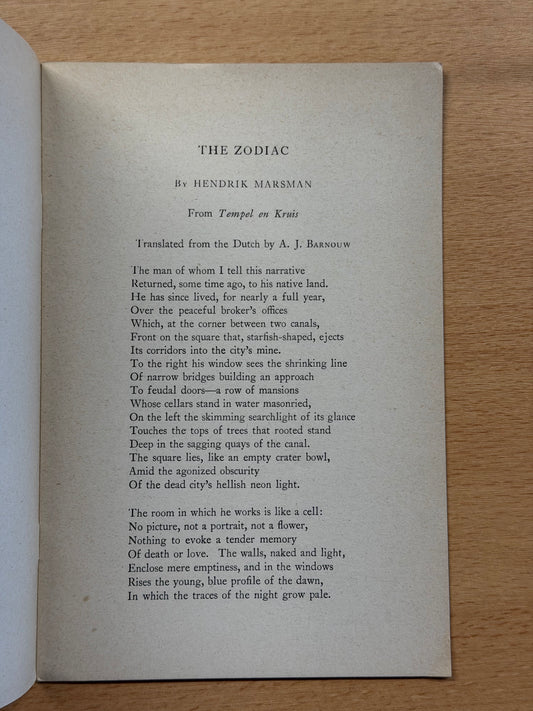 THE ZODIAC
By HENDRIK MARSMAN
From Tempel en Kruis
Translated from the Dutch by A. J. BARNOUW
The man of whom I tell this narrative
Returned, some time ago, to his native land.
He has since lived, for nearly a full year,
Over the peaceful broker's offices
Which, at the corner between two canals,
Front on the square that, starfish-shaped, ejects
Its corridors into the city's mine.
To the right his window sees the shrinking line
Of narrow bridges building an approach
To feudal doors—a row of mansions
Whose cellars stand in water masonried,
On the left the skimming searchlight of its glance
Touches the tops of trees that rooted stand
Deep in the sagging quays of the canal.
The square lies, like an empty crater bowl,
Amid the agonized obscurity
Of the dead city's hellish neon light.
The room in which he works is like a cell:
No picture, not a portrait, not a flower,
Nothing to evoke a tender memory
Of death or love. The walls, naked and light,
Enclose mere emptiness, and in the windows
Rises the young, blue profile of the dawn,
In which the traces of the night grow pale.